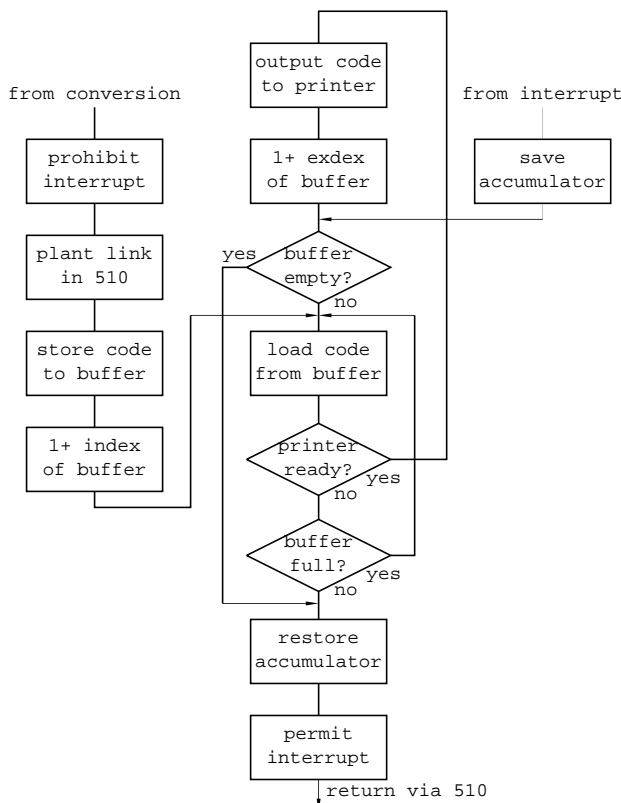 from conversion
prohibit
interrupt
plant link
in 510
store code
to buffer
1+ index
of buffer
output code
to printer
1+ exdex
of buffer
yes
buffer
empty?
no
load code
from buffer
printer
ready?
yes
no
buffer
full?
yes
no
restore
accumulator
permit
interrupt
return via 510
from interrupt
save
accumulator